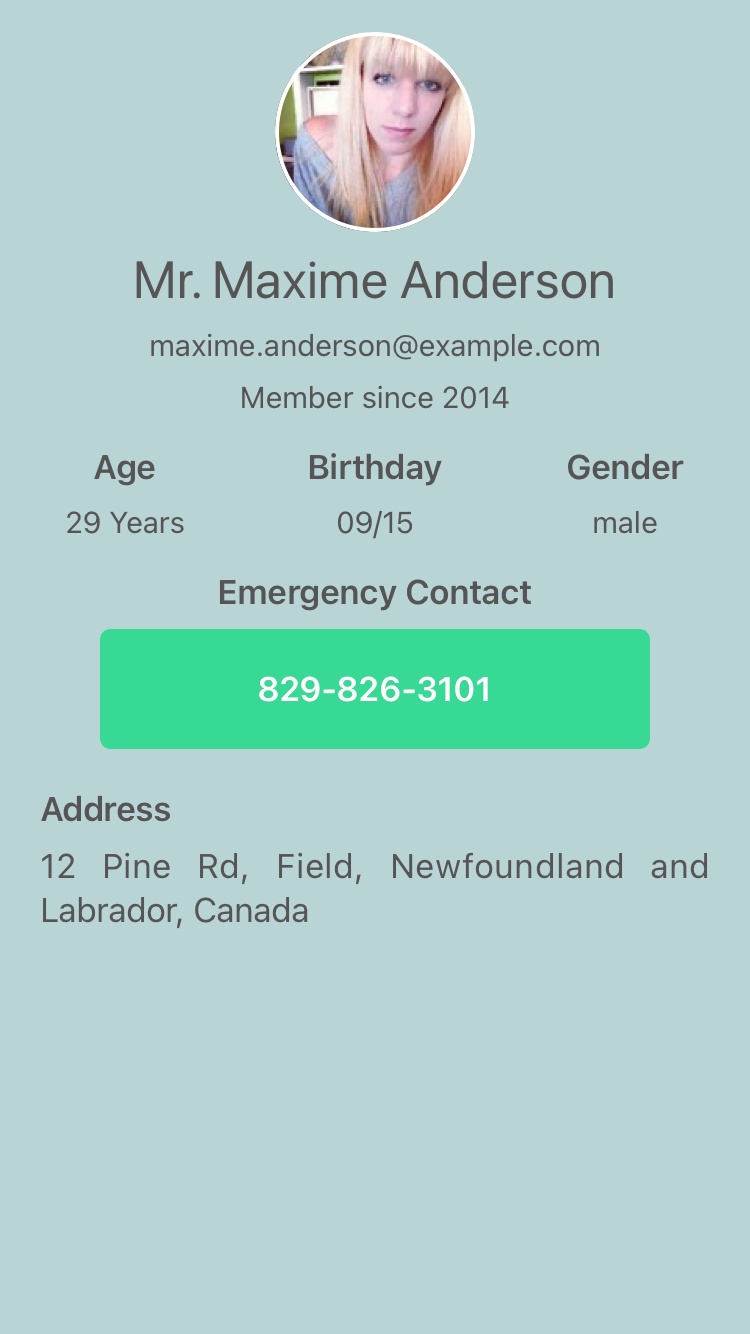 Mr. Maxime Anderson
maxime.anderson@example.com
Member since 2014
Age Birthday Gender
29 Years 09/15 male
Emergency Contact
829-826-3101
Address
12 Pine Rd, Field, Newfoundland and
Labrador, Canada